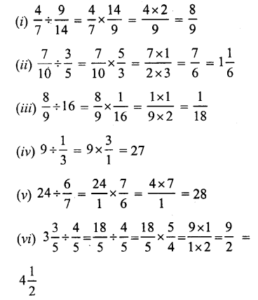 (i) 4/7 ÷ 9/14 = 4/7 × 14/9 = 4×2/9 = 8/9
(ii) 7/10 ÷ 3/5 = 7/10 × 5/3 = 7×1/2×3 = 7/6 = 1 1/6
(iii) 8/9 ÷ 16 = 8/9 × 1/16 = 1×1/9×2 = 1/18
(iv) 9 ÷ 1/3 = 9 × 3/1 = 27
(v) 24 ÷ 6/7 = 24/1 × 7/6 = 4×7/1 = 28
(vi) 3 3/5 ÷ 4/5 = 18/5 ÷ 4/5 = 18/5 × 5/4 = 9×1/1×2 = 9/2 =
4 1/2